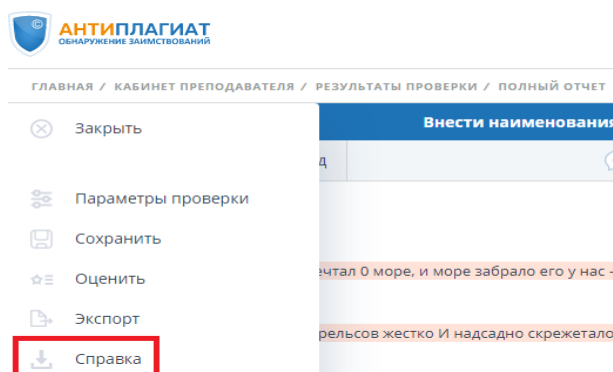 ©
АНТИПЛАГИАТ
ОБНАРУЖЕНИЕ ЗАИМСТВОВАНИЙ
ГЛАВНАЯ / КАБИНЕТ ПРЕПОДАВАТЕЛЯ / РЕЗУЛЬТАТЫ ПРОВЕРКИ / ПОЛНЫЙ ОТЧЕТ
Закрыть
Внести наименования
д
Параметры проверки
Сохранить
Оценить
ечтал 0 море, и море забрало его у нас -
Экспорт
рельсов жестко И надсадно скрежетало
Справка